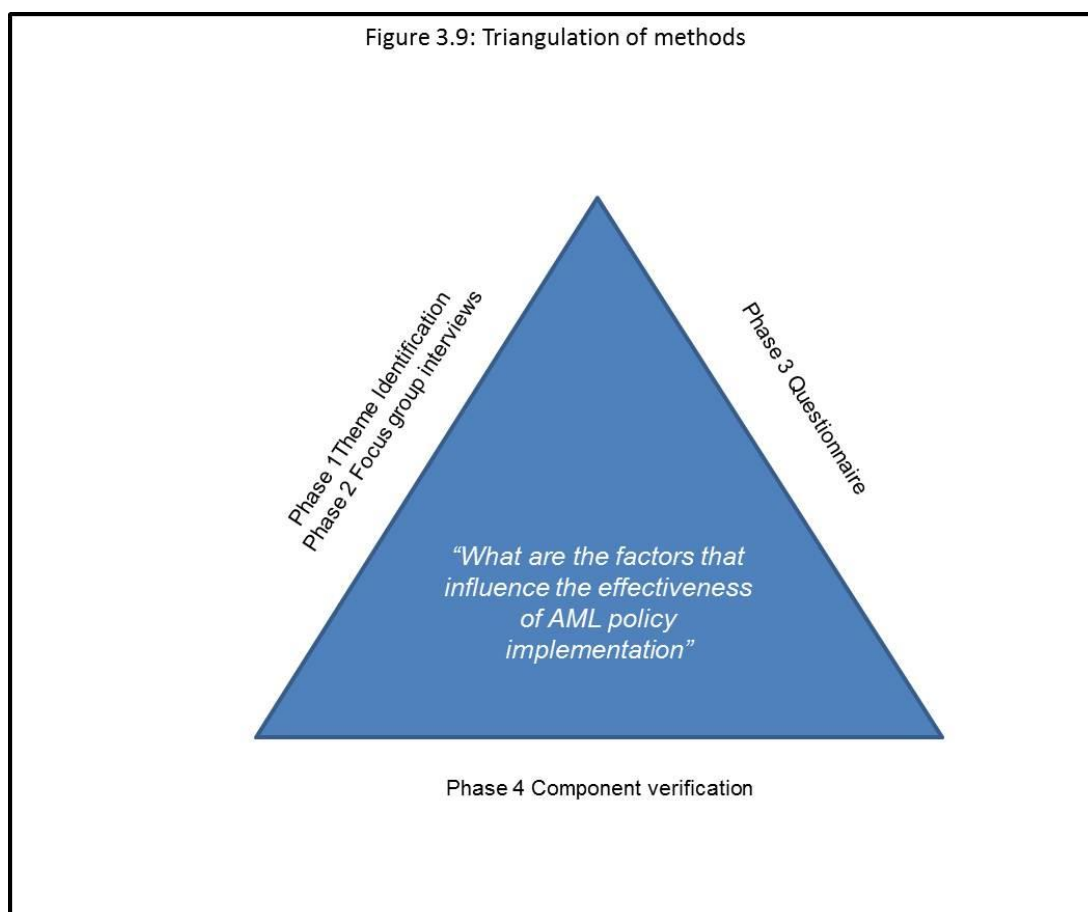 Figure 3.9: Triangulation of methods
Phase 1Theme Identification
Phase 2 Focus group interviews
Phase 3 Questionnaire
“What are the factors that
influence the effectiveness
of AML policy
implementation”
Phase 4 Component verification